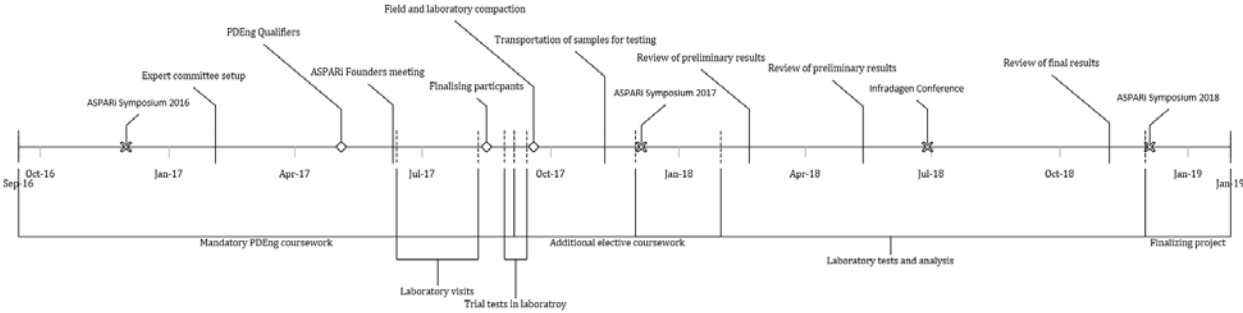 Field and laboratory compaction
PDEng Qualifiers
Transportation of samples for testing
Review of preliminary results
Review of final results
Review of preliminary results
ASPARi Founders meeting
Expert committee setup
Finalising particpants
Infradagen Conference
ASPARi Symposium 2017
ASPARi Symposium 2018
ASPARi Symposium 2016
Oct-16
Jan-17
Apr-17
Jul-17
Oct-17
Jan-18
Apr-18
Jul-18
Oct-18
Jan-19
Sep-16
Jan-19
Mandatory PDEng coursework
Additional elective coursework
Finalizing project
Laboratory tests and analysis
Laboratory visits
Trial tests in laboratroy